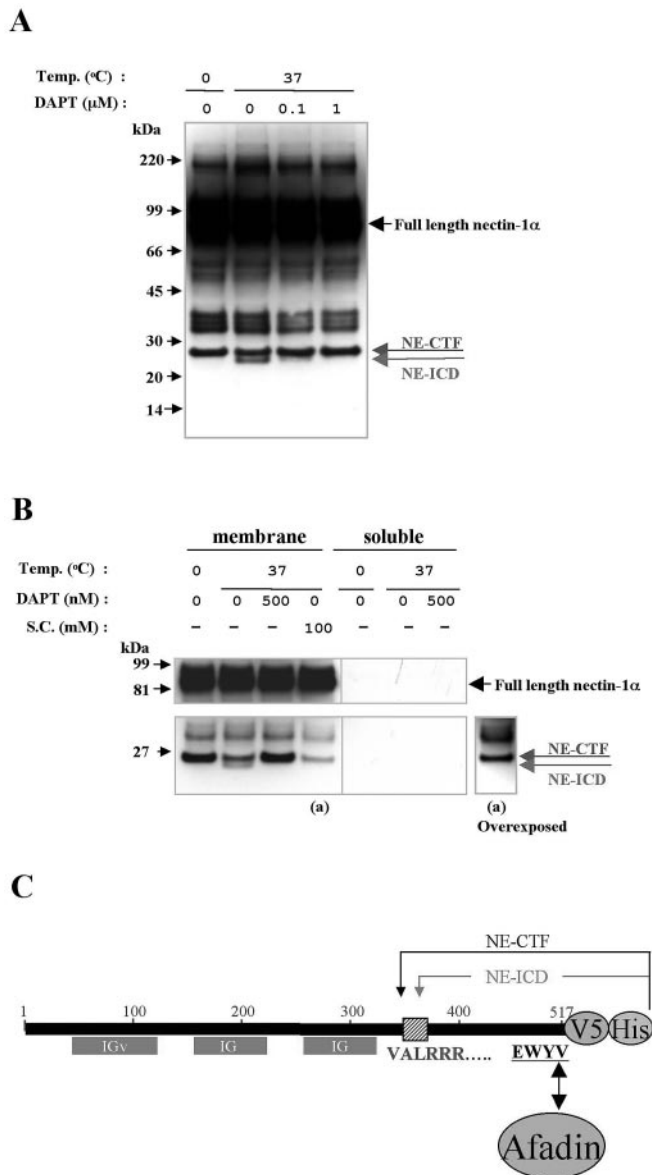 A
Temp. (°C) : 0 37
DAPT (μM) : 0 0 0.1 1
kDa
220
99
Full length nectin-1α
66
45
30
NE-CTF
NE-ICD
20
14
B
membrane soluble
Temp. (°C) : 0 37 0 37
DAPT (nM) : 0 0 500 0 0 0 500
S.C. (mM) : - - - 100 - - -
kDa
99
81
Full length nectin-1α
27
NE-CTF
NE-ICD
(a) (a)
Overexposed
C
NE-CTF
NE-ICD
1 100 200 300 400 517
V5 His
IGv IG IG
VALRRR..... EWYV
Afadin